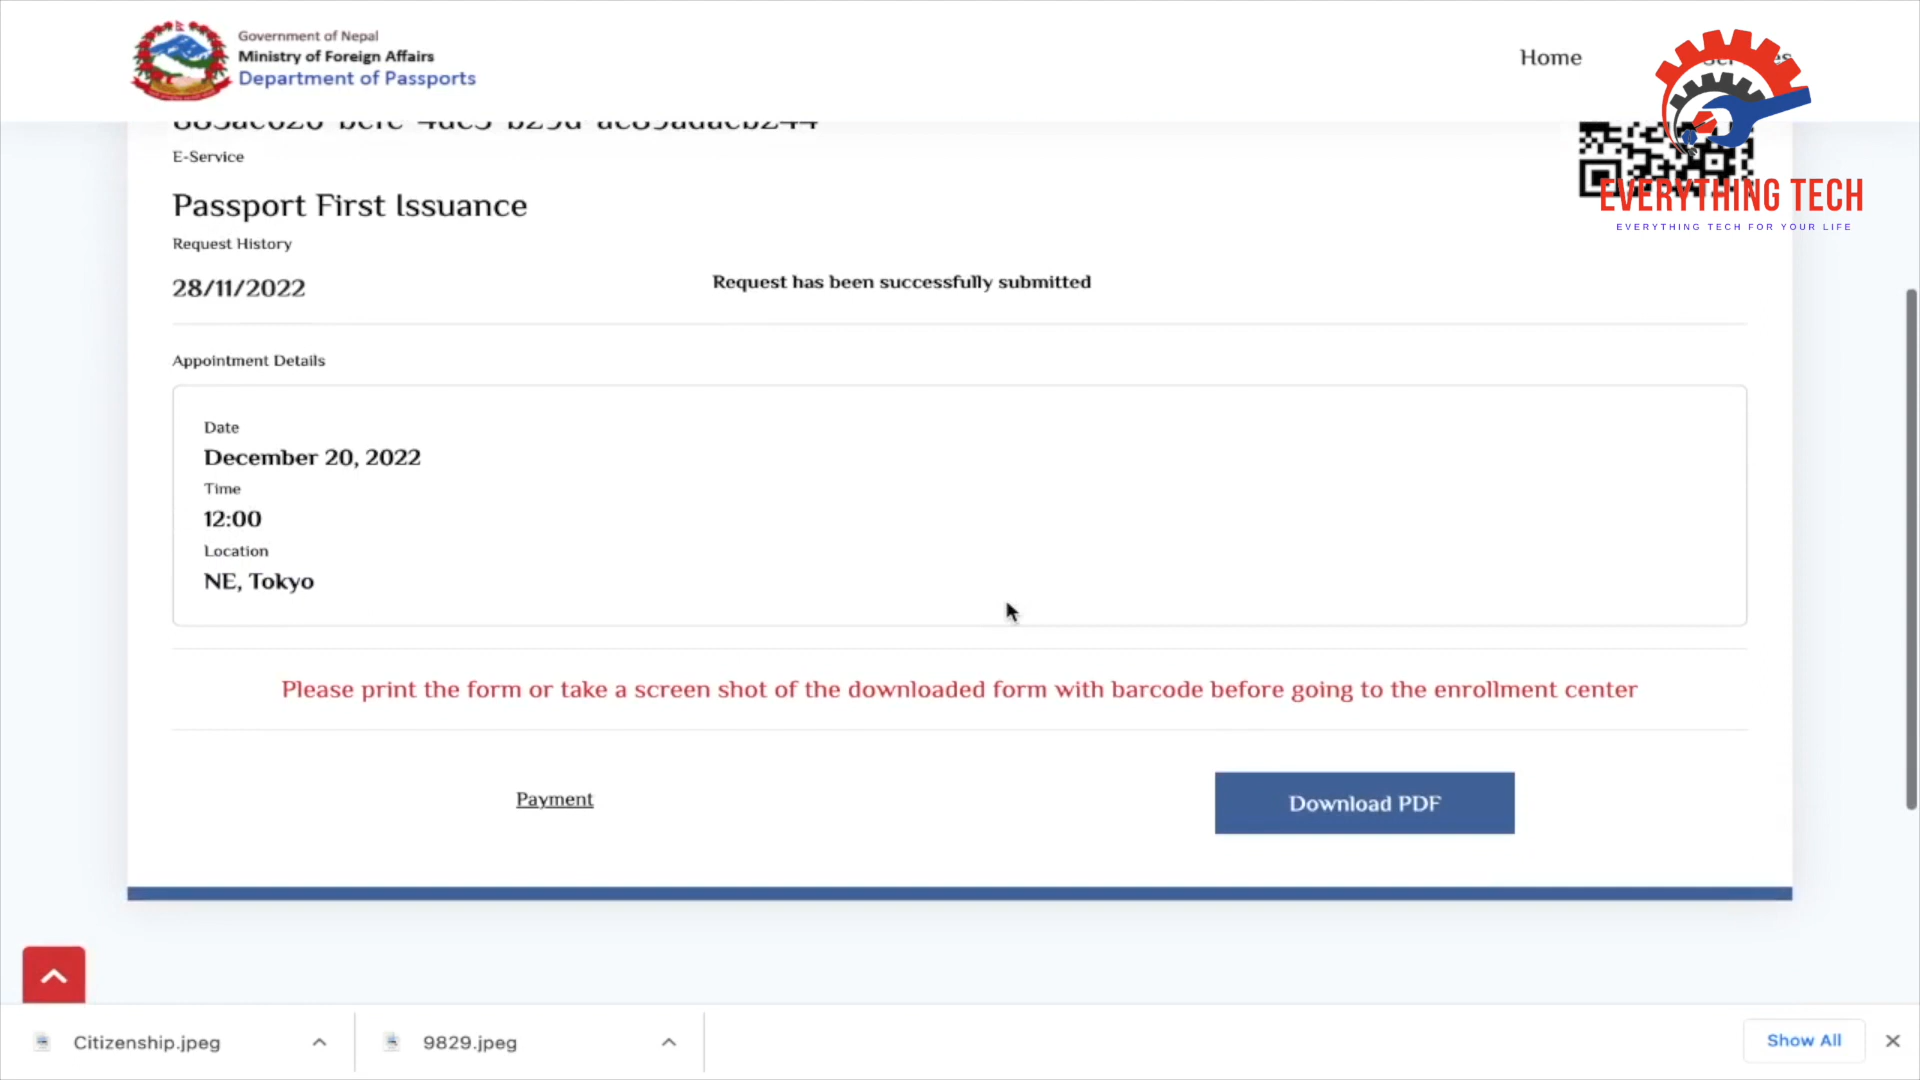 Government of Nepal
Ministry of Foreign Affairs
Department of Passports
Home
E-Service
Passport First Issuance
Request History
28/11/2022
Request has been successfully submitted
EVERYTHING TECH
EVERYTHING TECH FOR YOUR LIFE
Appointment Details
Date
December 20, 2022
Time
12:00
Location
NE, Tokyo
Please print the form or take a screen shot of the downloaded form with barcode before going to the enrollment center
Payment
Download PDF
Citizenship.jpeg
9829.jpeg
Show All